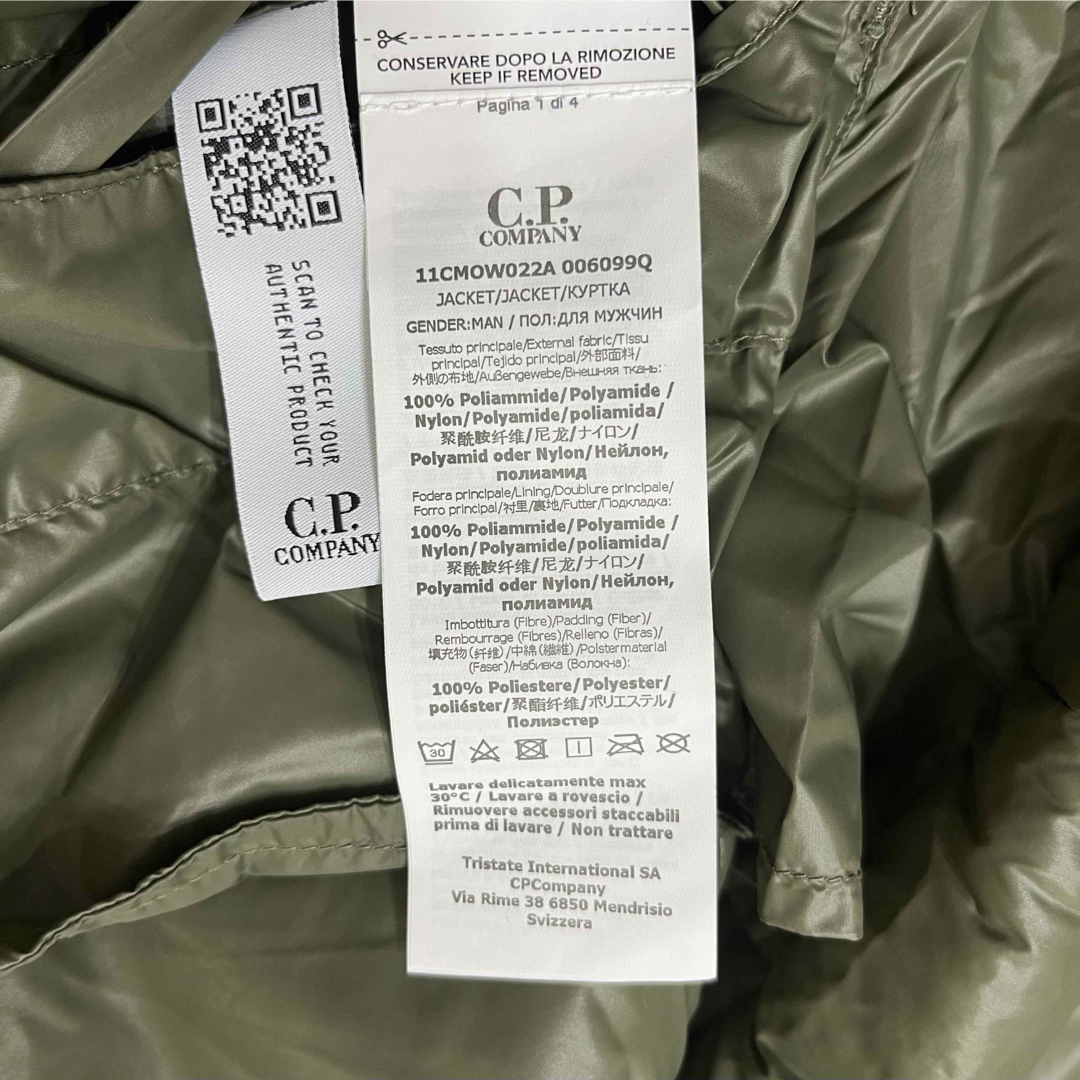 CONSERVARE DOPO LA RIMOZIONE
KEEP IF REMOVED
Pagina 1 di 4
C.P.
COMPANY
11CMOW022A 006099Q
JACKET/JACKET/КУРТКА
GENDER:MAN / ПОЛ:ДЛЯ МУЖЧИН
Tessuto principale/External fabric/Tissu
principal/Tejido principal/外部面料/
外側の布地/Außengewebe/Внешняя ткань:
100% Poliammide/Polyamide /
Nylon/Polyamide/poliamida/
聚酰胺纤维/尼龙/ナイロン/
Polyamid oder Nylon/Нейлон,
полиамид
Fodera principale/Lining/Doublure principale/
Forro principal/衬里/裏地/Futter/Подкладка:
100% Poliammide/Polyamide /
Nylon/Polyamide/poliamida/
聚酰胺纤维/尼龙/ナイロン/
Polyamid oder Nylon/Нейлон,
полиамид
Imbottitura (Fibre)/Padding (Fiber)/
Rembourrage (Fibres)/Relleno (Fibras)/
填充物(纤维)/中綿(繊維)/Polstermaterial
(Faser)/Набивка (Волокна):
100% Poliestere/Polyester/
poliéster/聚酯纤维/ポリエステル/
Полиэстер
30
Lavare delicatamente max
30°C / Lavare a rovescio /
Rimuovere accessori staccabili
prima di lavare / Non trattare
Tristate International SA
CPCompany
Via Rime 38 6850 Mendrisio
Svizzera
SCAN TO CHECK YOUR
AUTHENTIC PRODUCT
C.P.
COMPANY